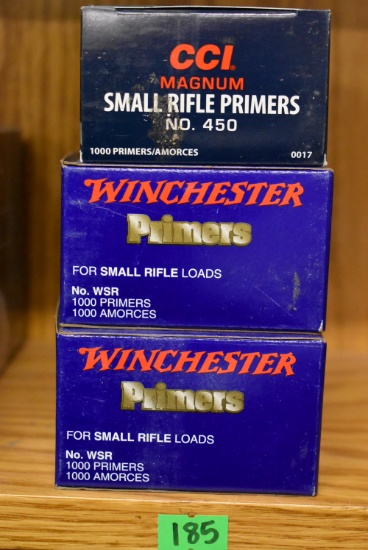 CCI
MAGNUM
SMALL RIFLE PRIMERS
NO. 450
1000 PRIMERS/AMORCES 0017
WINCHESTER
Primers
FOR SMALL RIFLE LOADS
No. WSR
1000 PRIMERS
1000 AMORCES
WINCHESTER
Primers
FOR SMALL RIFLE LOADS
No. WSR
1000 PRIMERS
1000 AMORCES
185